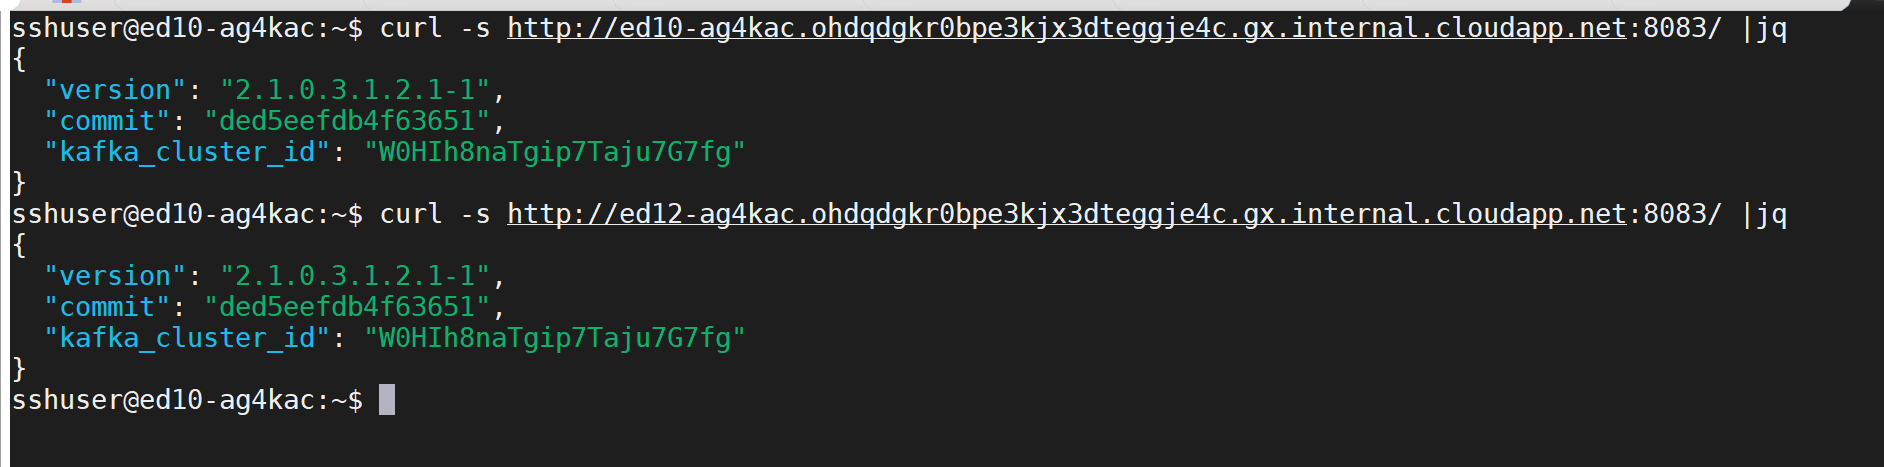 sshuser@ed10-ag4kac:~$ curl -s http://ed10-ag4kac.ohdqdgkr0bpe3kjx3dteggje4c.gx.internal.cloudapp.net:8083/ |jq
{
  "version": "2.1.0.3.1.2.1-1",
  "commit": "ded5eefdb4f63651",
  "kafka_cluster_id": "W0HIh8naTgip7Taju7G7fg"
}
sshuser@ed10-ag4kac:~$ curl -s http://ed12-ag4kac.ohdqdgkr0bpe3kjx3dteggje4c.gx.internal.cloudapp.net:8083/ |jq
{
  "version": "2.1.0.3.1.2.1-1",
  "commit": "ded5eefdb4f63651",
  "kafka_cluster_id": "W0HIh8naTgip7Taju7G7fg"
}
sshuser@ed10-ag4kac:~$